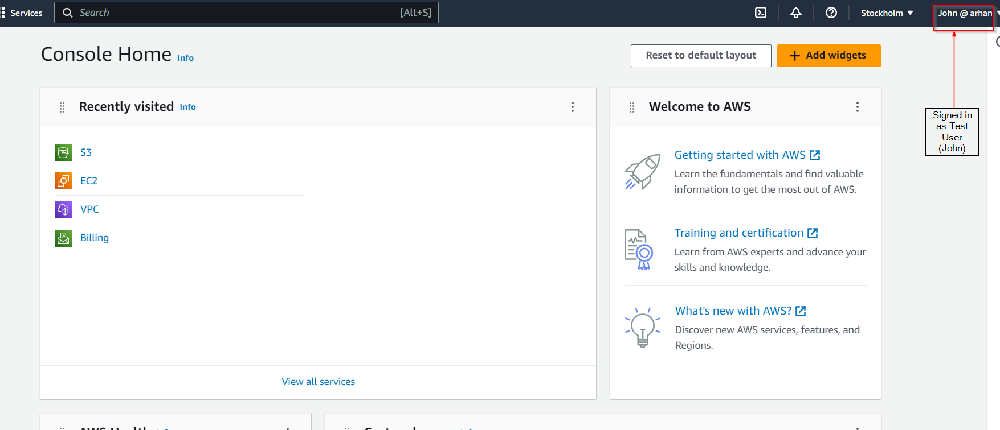 Services
Search [Alt+S]
Stockholm
John @ arhan
Console Home Info
Reset to default layout
Add widgets
Signed in
as Test
User
(John)
Recently visited Info
S3
EC2
VPC
Billing
View all services
Welcome to AWS
Getting started with AWS
Learn the fundamentals and find valuable
information to get the most out of AWS.
Training and certification
Learn from AWS experts and advance your
skills and knowledge.
What's new with AWS?
Discover new AWS services, features, and
Regions.
AWS Health